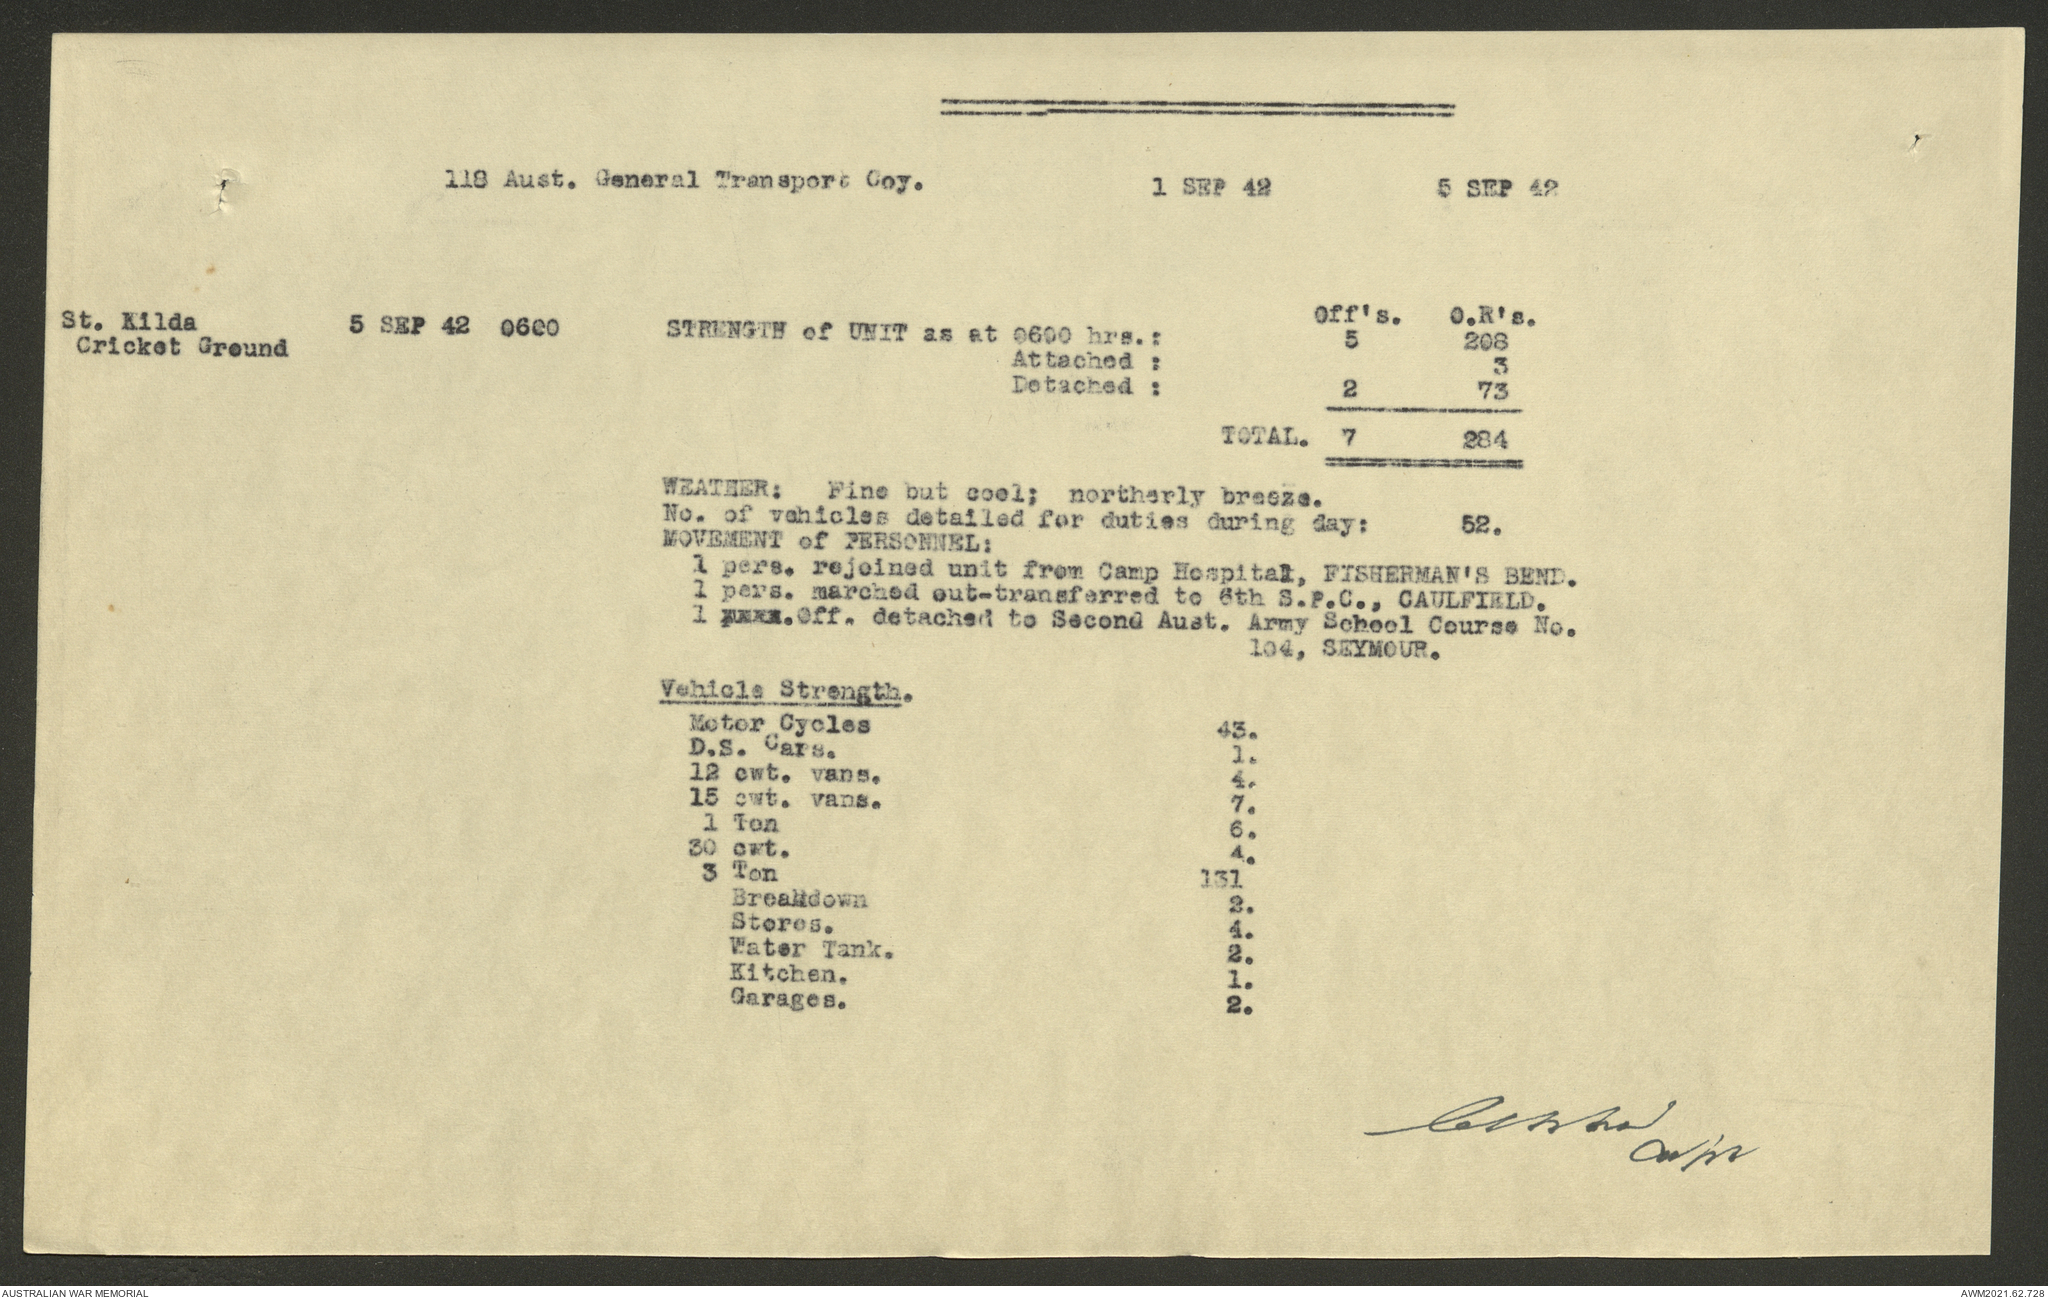 118 Aust. General Transport Coy. 1 SEP 42 5 SEP 42
Off's. O.R's.
St. Kilda 5 SEP 42 0600 STRENGTH of UNIT as at 0600 hrs.: 5 208
Cricket Ground
Attached : 3
Detached : 2 73
TOTAL. 7 284
WEATHER: Fine but cool; northerly breeze.
No. of vehicles detailed for duties during day: 52.
MOVEMENT of PERSONNEL:
1 pers. rejoined unit from Camp Hospital, FISHERMAN'S BEND.
1 pers. marched out-transferred to 6th S.P.C., CAULFIELD.
1 xxxx.Off. detached to Second Aust. Army School Course No.
104, SEYMOUR.
Vehicle Strength.
Motor Cycles 43.
D.S. Cars. 1.
12 cwt. vans. 4.
15 cwt. vans. 7.
1 Ton 6.
30 cwt. 4.
3 Ton 131
Breakdown 2.
Stores. 4.
Water Tank. 2.
Kitchen. 1.
Garages. 2.
Capt
AUSTRALIAN WAR MEMORIAL AWM2021.62.728